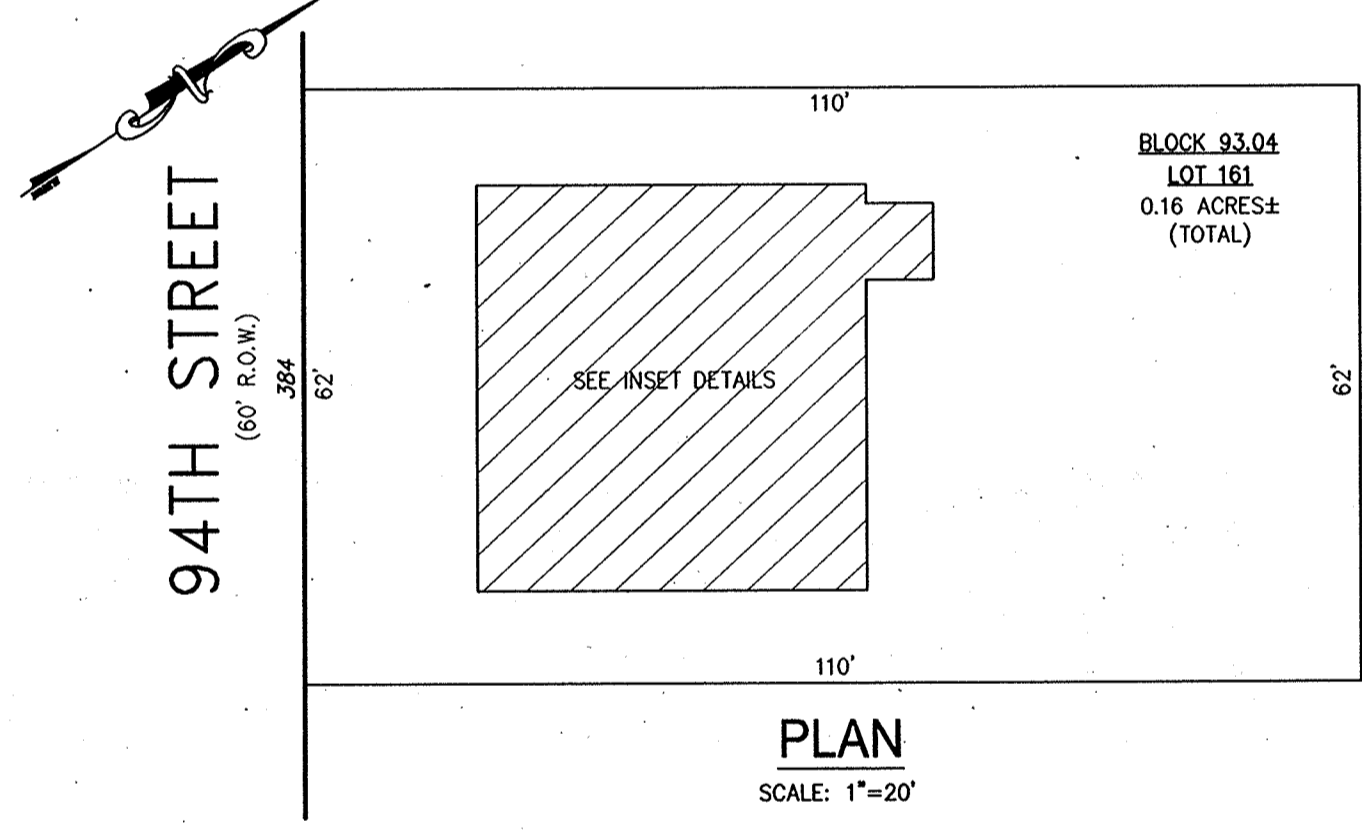 94TH STREET
(60' R.O.W.)
384
62'
110'
BLOCK 93.04
LOT 161
0.16 ACRES±
(TOTAL)
SEE INSET DETAILS
62'
110'
PLAN
SCALE: 1"=20'